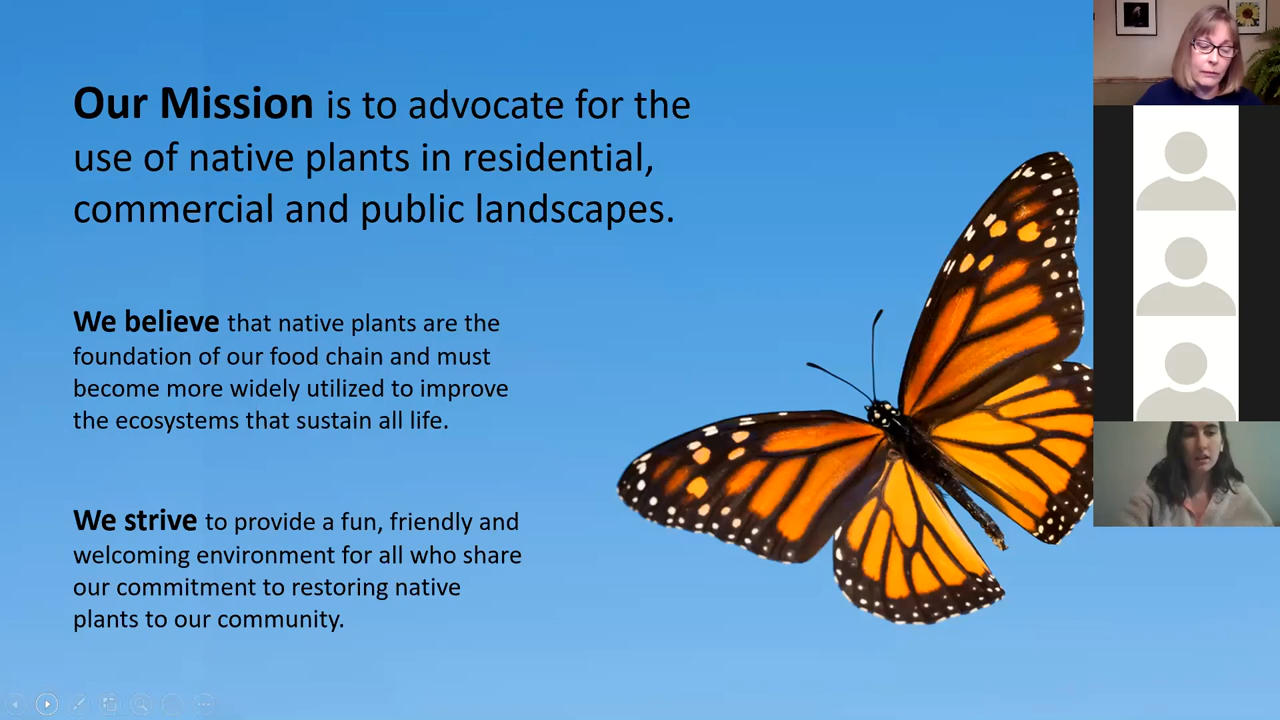 Our Mission is to advocate for the
use of native plants in residential,
commercial and public landscapes.
We believe that native plants are the
foundation of our food chain and must
become more widely utilized to improve
the ecosystems that sustain all life.
We strive to provide a fun, friendly and
welcoming environment for all who share
our commitment to restoring native
plants to our community.